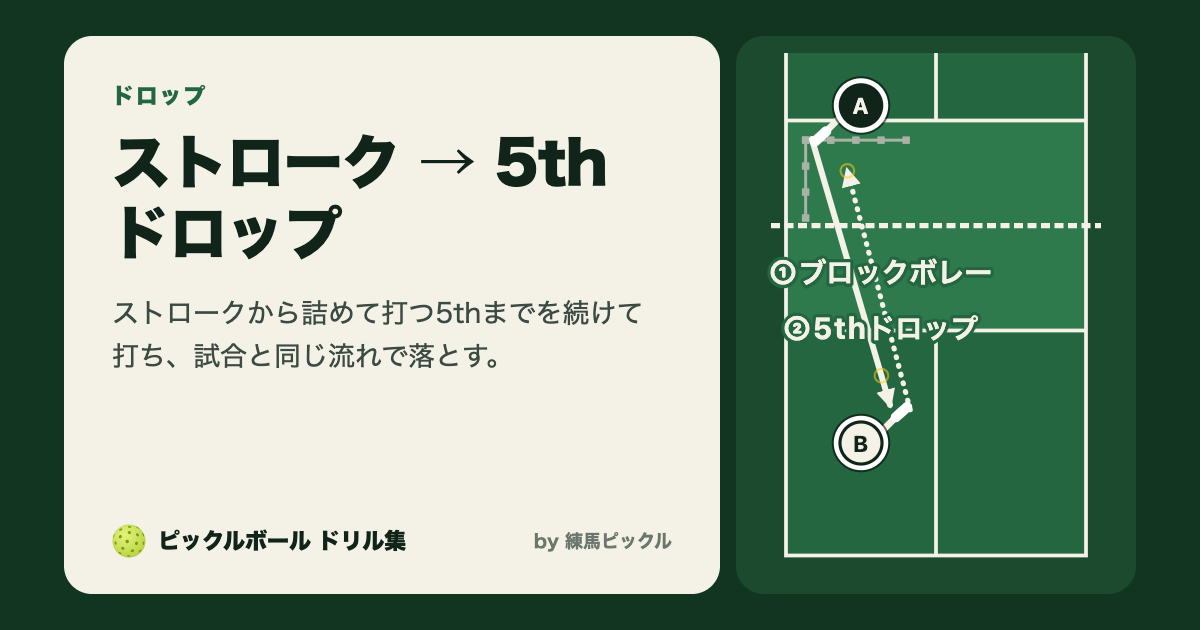 ドロップ
ストローク → 5th
ドロップ
ストロークから詰めて打つ5thまでを続けて
打ち、試合と同じ流れで落とす。
ピックルボール ドリル集
by 練馬ピックル
A
①ブロックボレー
②5thドロップ
B